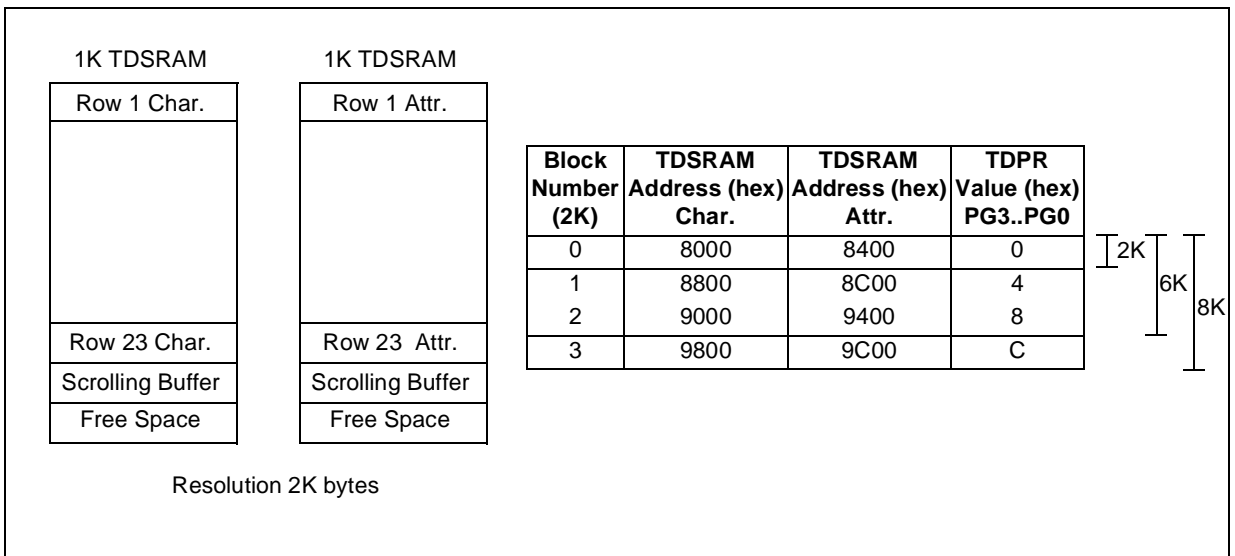 1K TDSRAM 1K TDSRAM
Row 1 Char. Row 1 Attr.
Row 23 Char. Row 23 Attr.
Scrolling Buffer Scrolling Buffer
Free Space Free Space
Resolution 2K bytes
Block TDSRAM TDSRAM TDPR
Number Address (hex) Address (hex) Value (hex)
(2K) Char. Attr. PG3..PG0
0 8000 8400 0 2K
1 8800 8C00 4 6K
2 9000 9400 8 8K
3 9800 9C00 C